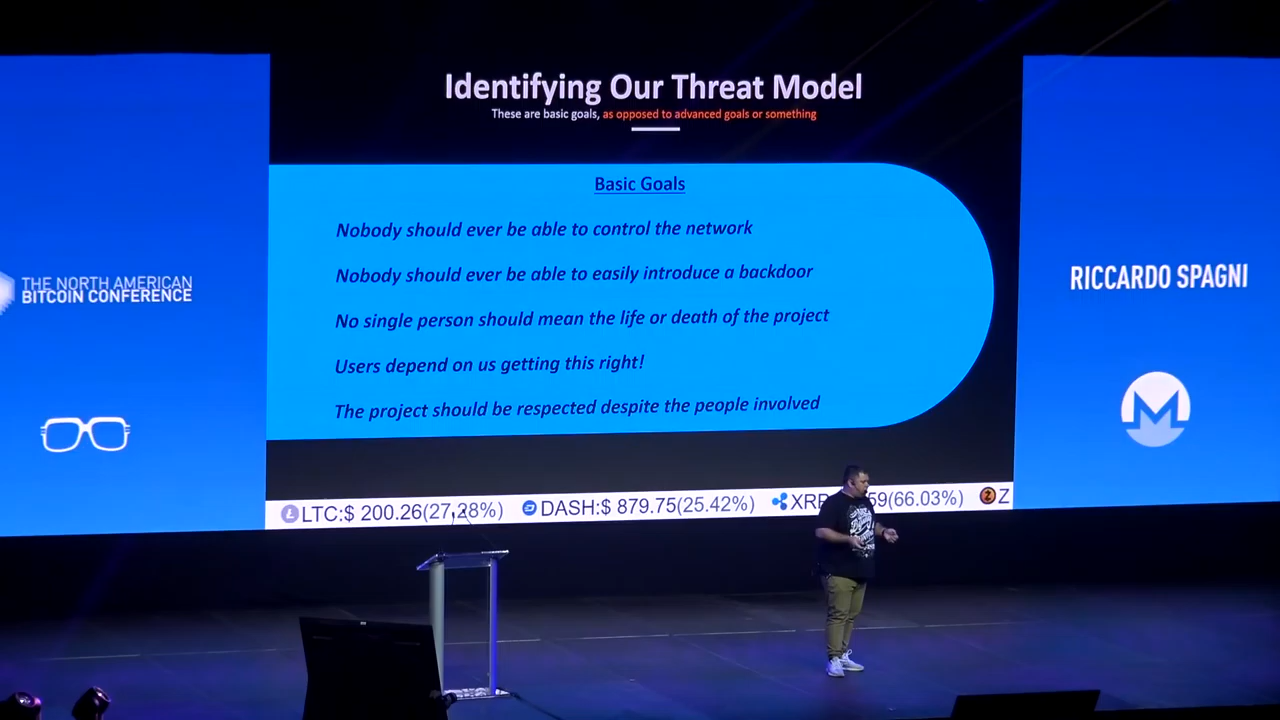 Identifying Our Threat Model
These are basic goals, as opposed to advanced goals or something
Basic Goals
Nobody should ever be able to control the network
Nobody should ever be able to easily introduce a backdoor
No single person should mean the life or death of the project
Users depend on us getting this right!
The project should be respected despite the people involved
THE NORTH AMERICAN
BITCOIN CONFERENCE
RICCARDO SPAGNI
LTC:$ 200.26(27.28%) DASH:$ 879.75(25.42%) XRP 59(66.03%) Z